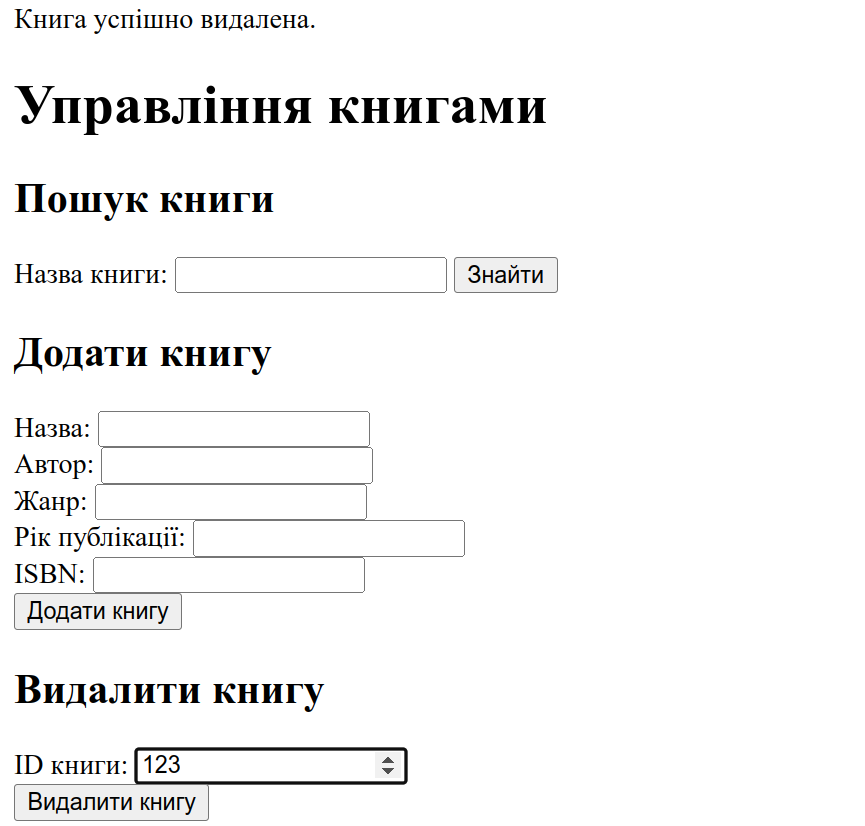 Книга успішно видалена.
Управління книгами
Пошук книги
Назва книги: Знайти
Додати книгу
Назва:
Автор:
Жанр:
Рік публікації:
ISBN:
Додати книгу
Видалити книгу
ID книги: 123
Видалити книгу